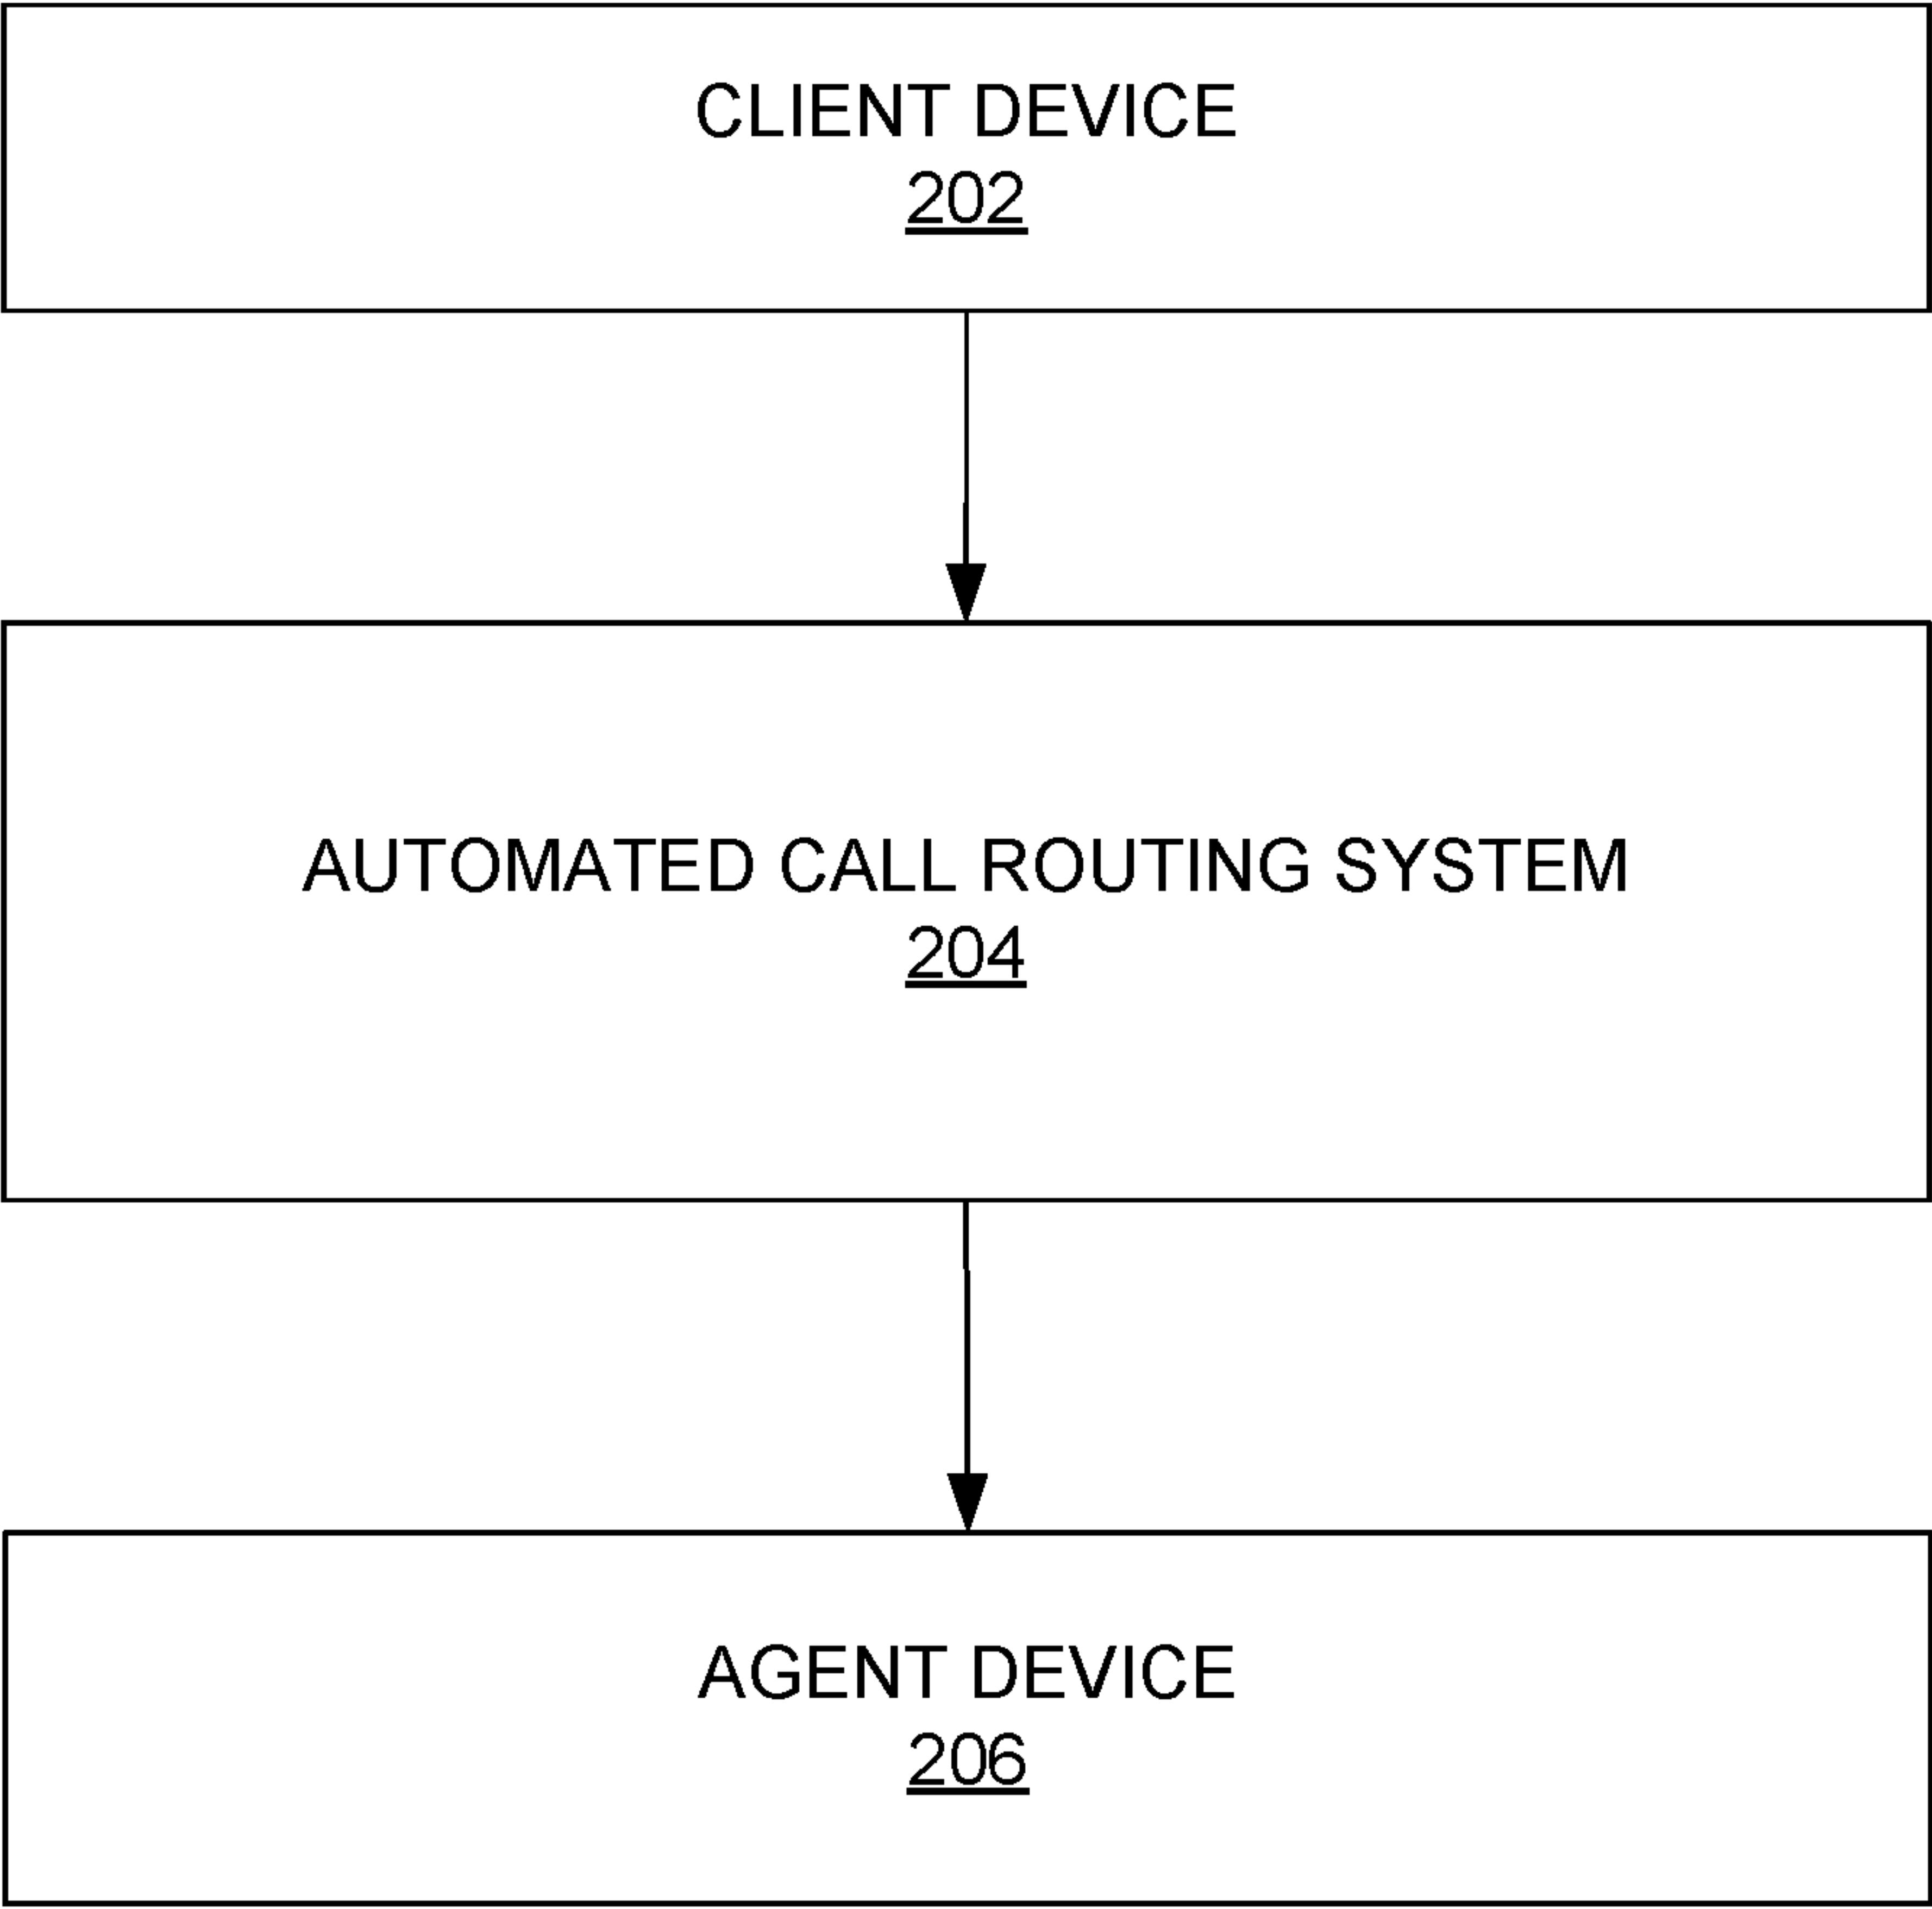 CLIENT DEVICE
202
AUTOMATED CALL ROUTING SYSTEM
204
AGENT DEVICE
206